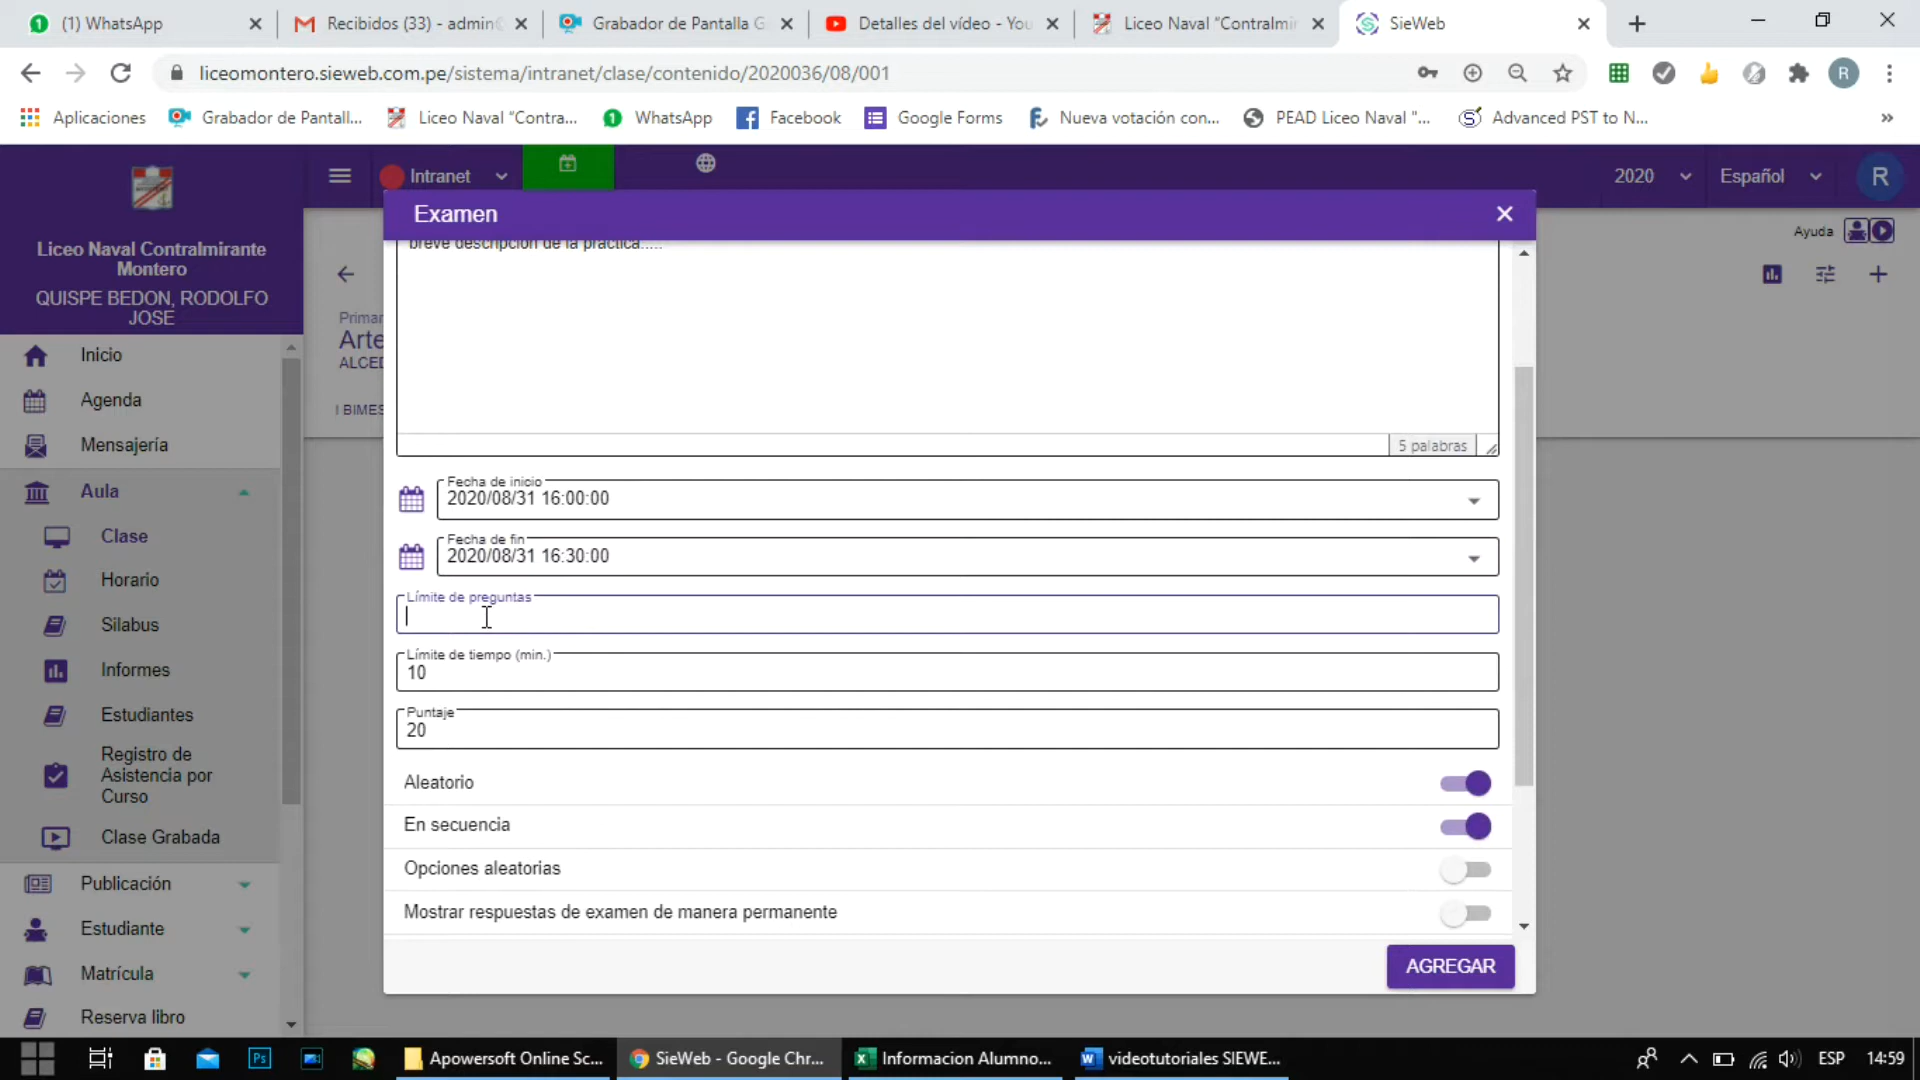 (1) WhatsApp
Recibidos (33) - admin@
Grabador de Pantalla G
Detalles del vídeo - You
Liceo Naval "Contralmir
SieWeb
liceomontero.sieweb.com.pe/sistema/intranet/clase/contenido/2020036/08/001
R
Aplicaciones
Grabador de Pantall...
Liceo Naval "Contra...
WhatsApp
Facebook
Google Forms
Nueva votación con...
PEAD Liceo Naval "...
Advanced PST to N...
»
Intranet
2020
Español
R
Liceo Naval Contralmirante
Montero
QUISPE BEDON, RODOLFO
JOSE
Inicio
Agenda
Mensajería
Aula
Clase
Horario
Silabus
Informes
Estudiantes
Registro de
Asistencia por
Curso
Clase Grabada
Publicación
Estudiante
Matrícula
Reserva libro
Ayuda
Primar
Arte
ALCED
I BIMES
Examen
breve descripcion de la practica.....
5 palabras
Fecha de inicio
2020/08/31 16:00:00
Fecha de fin
2020/08/31 16:30:00
Límite de preguntas
Límite de tiempo (min.)
10
Puntaje
20
Aleatorio
En secuencia
Opciones aleatorias
Mostrar respuestas de examen de manera permanente
AGREGAR
Ps
Apowersoft Online Sc...
SieWeb - Google Chr...
Informacion Alumno...
videotutoriales SIEWE...
ESP
14:59